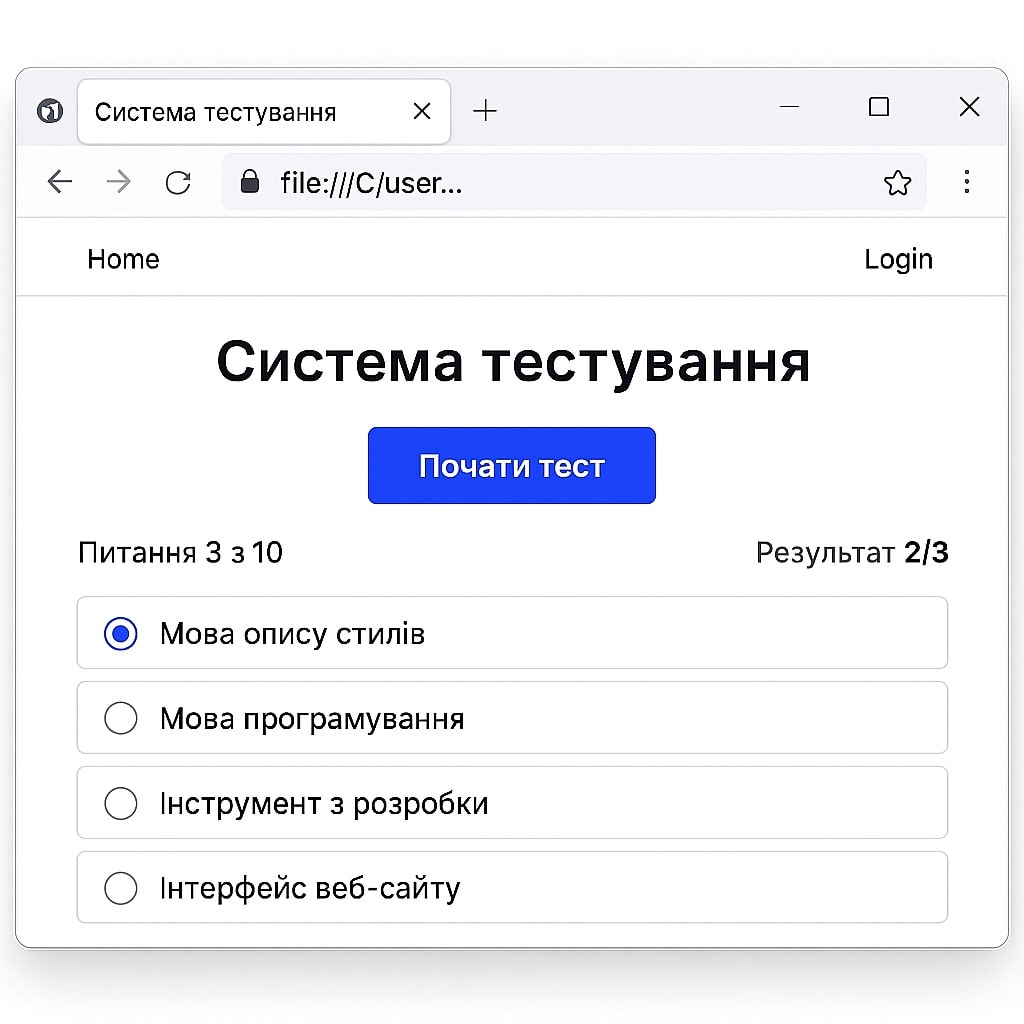 Система тестування
file:///C/user...
Home
Login
Система тестування
Почати тест
Питання 3 з 10
Результат 2/3
Мова опису стилів
Мова програмування
Інструмент з розробки
Інтерфейс веб-сайту